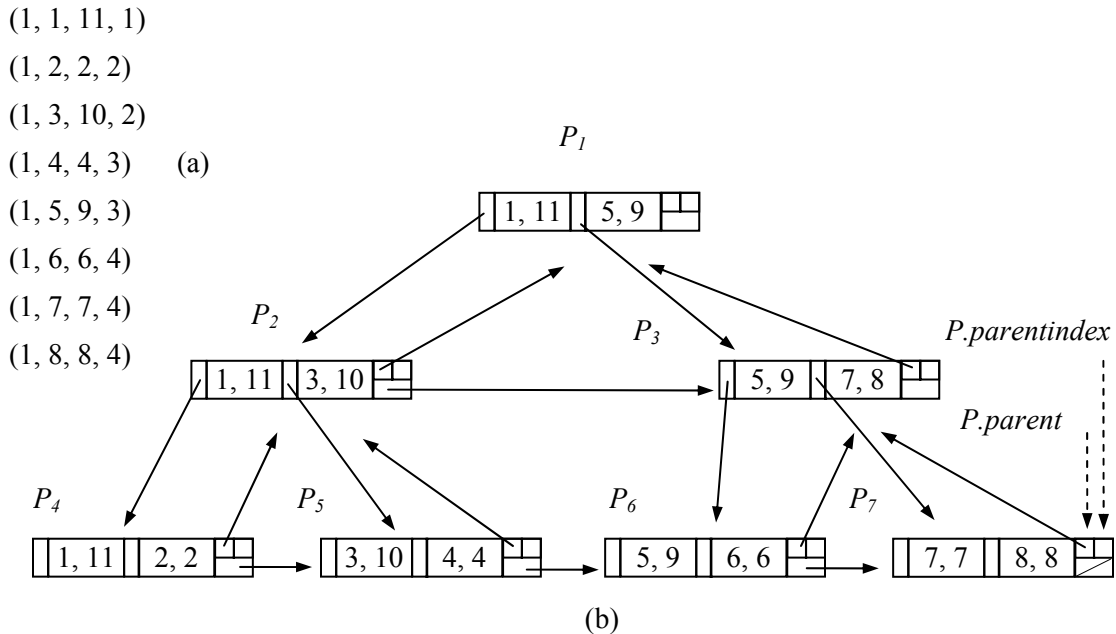 (1, 1, 11, 1)
(1, 2, 2, 2)
(1, 3, 10, 2)
(1, 4, 4, 3)
(a)
(1, 5, 9, 3)
(1, 6, 6, 4)
(1, 7, 7, 4)
(1, 8, 8, 4)
P1
1, 11
5, 9
P2
P3
P.parentindex
1, 11
3, 10
5, 9
7, 8
P.parent
P4
P5
P6
P7
1, 11
2, 2
3, 10
4, 4
5, 9
6, 6
7, 7
8, 8
(b)